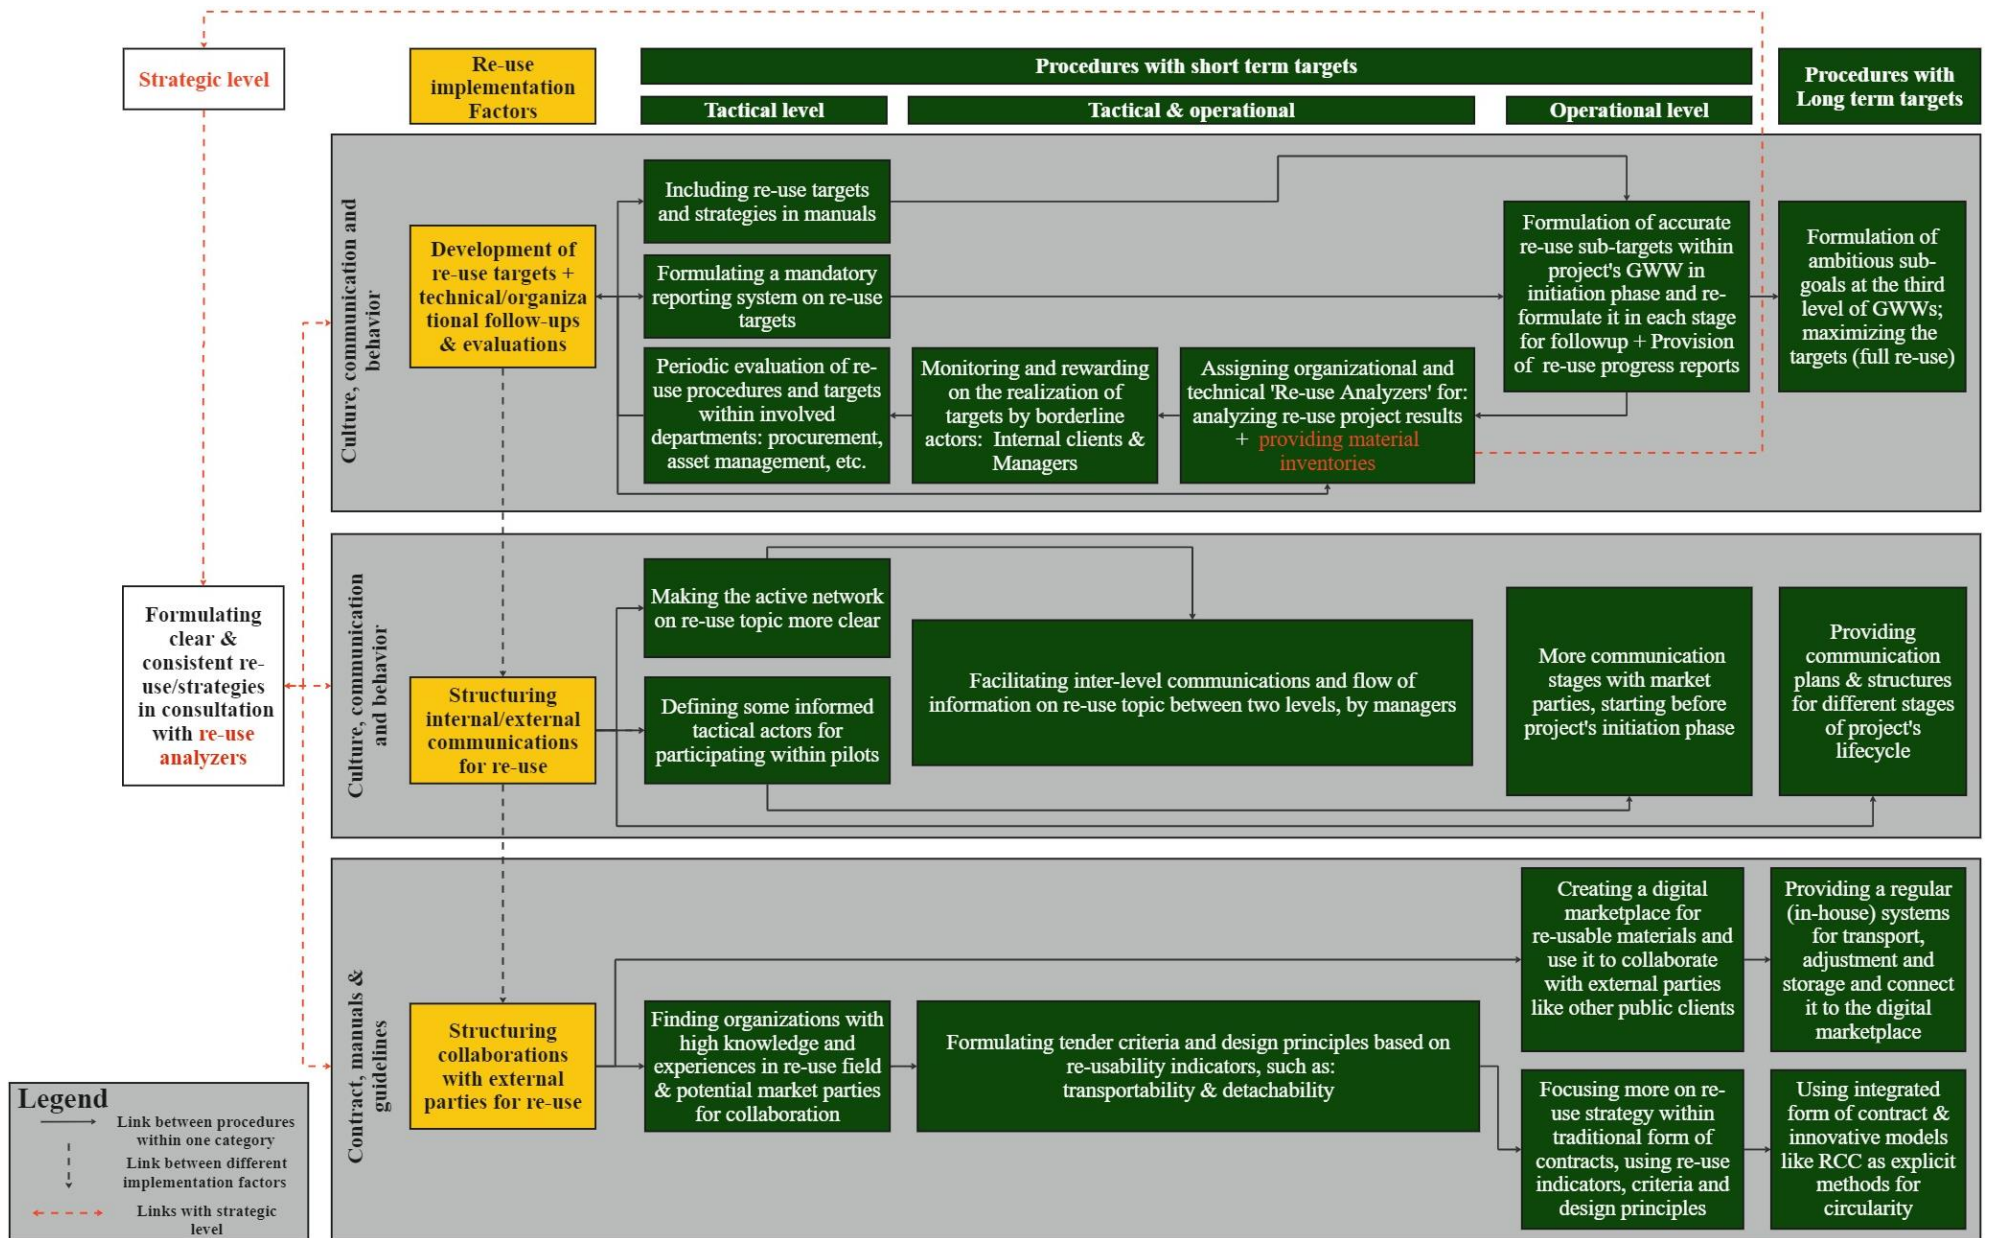 Strategic level
Re-use
implementation
Factors
Procedures with short term targets
Procedures with
Long term targets
Tactical level
Tactical & operational
Operational level
Culture, communication and
behavior
Development of
re-use targets +
technical/organiza
tional follow-ups
& evaluations
Including re-use targets
and strategies in manuals
Formulating a mandatory
reporting system on re-use
targets
Periodic evaluation of re-
use procedures and targets
within involved
departments: procurement,
asset management, etc.
Monitoring and rewarding
on the realization of
targets by borderline
actors: Internal clients &
Managers
Assigning organizational and
technical 'Re-use Analyzers' for:
analyzing re-use project results
+ providing material
inventories
Formulation of accurate
re-use sub-targets within
project's GWW in
initiation phase and re-
formulate it in each stage
for followup + Provision
of re-use progress reports
Formulation of
ambitious sub-
goals at the third
level of GWWs;
maximizing the
targets (full re-use)
Formulating
clear &
consistent re-
use/strategies
in consultation
with re-use
analyzers
Culture, communication
and behavior
Structuring
internal/external
communications
for re-use
Making the active network
on re-use topic more clear
Defining some informed
tactical actors for
participating within pilots
Facilitating inter-level communications and flow of
information on re-use topic between two levels, by managers
More communication
stages with market
parties, starting before
project's initiation phase
Providing
communication
plans & structures
for different stages
of project's
lifecycle
Contract, manuals &
guidelines
Structuring
collaborations
with external
parties for re-use
Finding organizations with
high knowledge and
experiences in re-use field
& potential market parties
for collaboration
Formulating tender criteria and design principles based on
re-usability indicators, such as:
transportability & detachability
Creating a digital
marketplace for
re-usable materials and
use it to collaborate
with external parties
like other public clients
Providing a regular
(in-house) systems
for transport,
adjustment and
storage and connect
it to the digital
marketplace
Focusing more on re-
use strategy within
traditional form of
contracts, using re-use
indicators, criteria and
design principles
Using integrated
form of contract &
innovative models
like RCC as explicit
methods for
circularity
Legend
Link between procedures
within one category
Link between different
implementation factors
Links with strategic
level